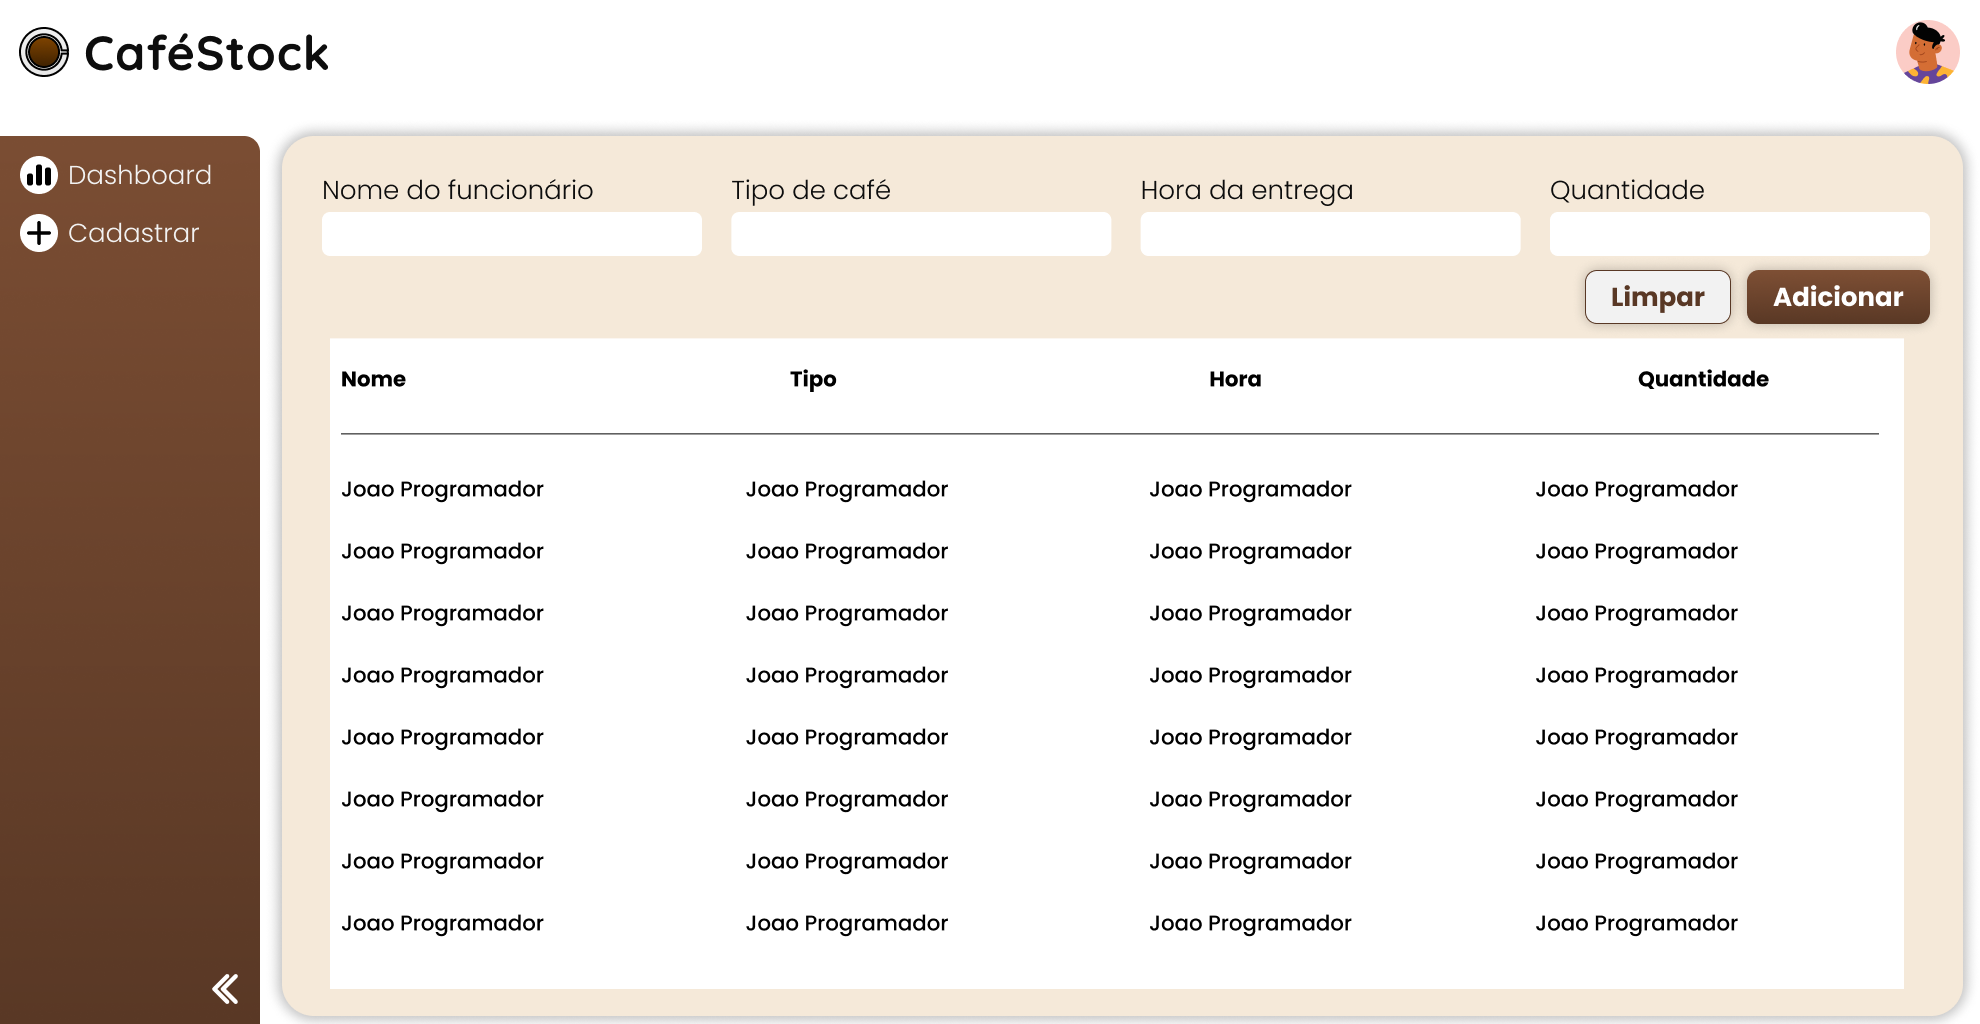 CaféStock
Dashboard
Cadastrar
Nome do funcionário Tipo de café Hora da entrega Quantidade
Limpar Adicionar
Nome Tipo Hora Quantidade
Joao Programador Joao Programador Joao Programador Joao Programador
Joao Programador Joao Programador Joao Programador Joao Programador
Joao Programador Joao Programador Joao Programador Joao Programador
Joao Programador Joao Programador Joao Programador Joao Programador
Joao Programador Joao Programador Joao Programador Joao Programador
Joao Programador Joao Programador Joao Programador Joao Programador
Joao Programador Joao Programador Joao Programador Joao Programador
Joao Programador Joao Programador Joao Programador Joao Programador